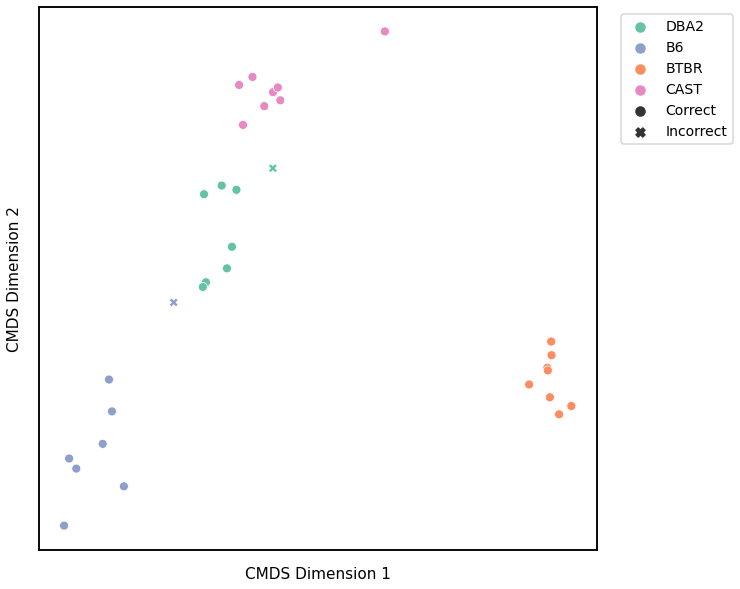 DBA2
B6
BTBR
CAST
Correct
Incorrect
CMDS Dimension 2
CMDS Dimension 1